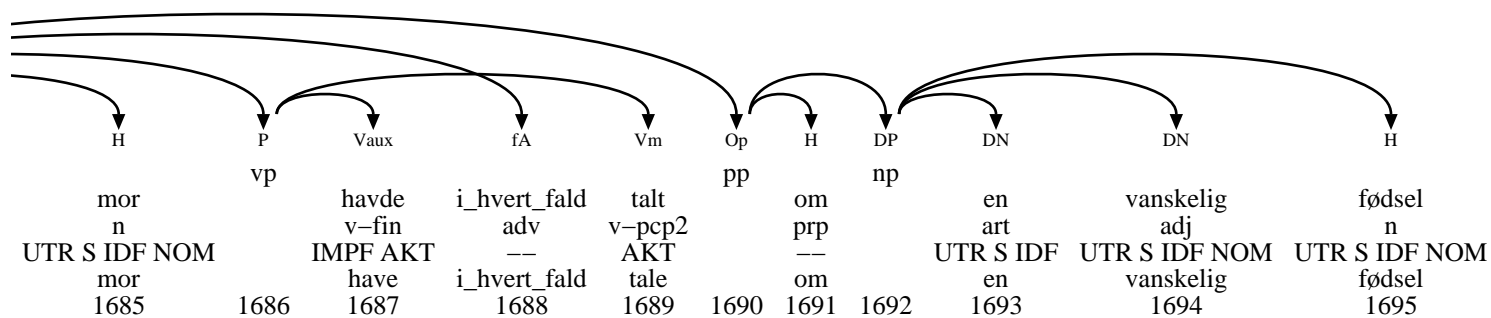 H P Vaux fA Vm Op H DP DN DN H
vp pp np
mor havde i_hvert_fald talt om en vanskelig fødsel
n v−fin adv v−pcp2 prp art adj n
UTR S IDF NOM IMPF AKT −− AKT −− UTR S IDF UTR S IDF NOM UTR S IDF NOM
mor have i_hvert_fald tale om en vanskelig fødsel
1685 1686 1687 1688 1689 1690 1691 1692 1693 1694 1695